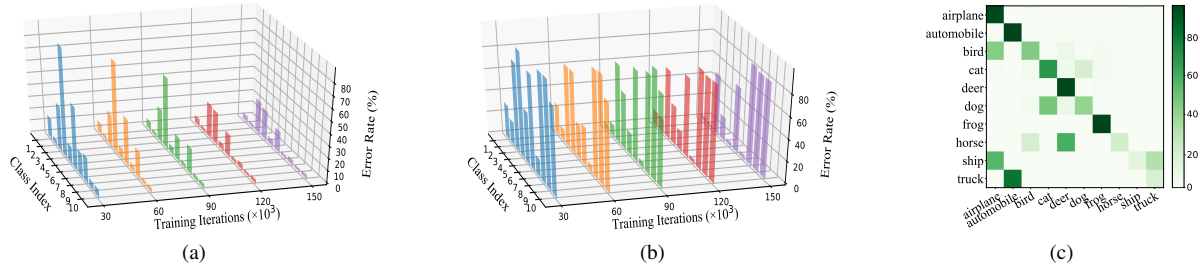 80
70
60
50
40
30
20
10
0
Error Rate (%)
1
2
3
4
5
6
7
8
9
10
Class Index
30
60
90
120
150
Training Iterations (×10³)
(a)
80
60
40
20
0
Error Rate (%)
1
2
3
4
5
6
7
8
9
10
Class Index
30
60
90
120
150
Training Iterations (×10³)
(b)
airplane
automobile
bird
cat
deer
dog
frog
horse
ship
truck
airplane
automobile
bird
cat
deer
dog
frog
horse
ship
truck
80
60
40
20
0
(c)